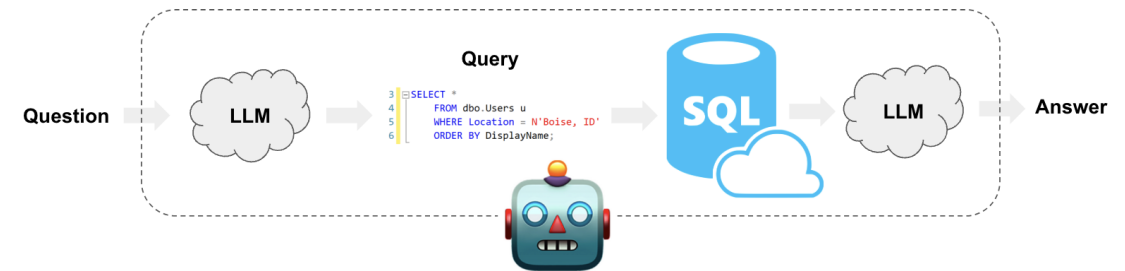 Question
LLM
Query
3 SELECT *
4 FROM dbo.Users u
5 WHERE Location = N'Boise, ID'
6 ORDER BY DisplayName;
SQL
LLM
Answer